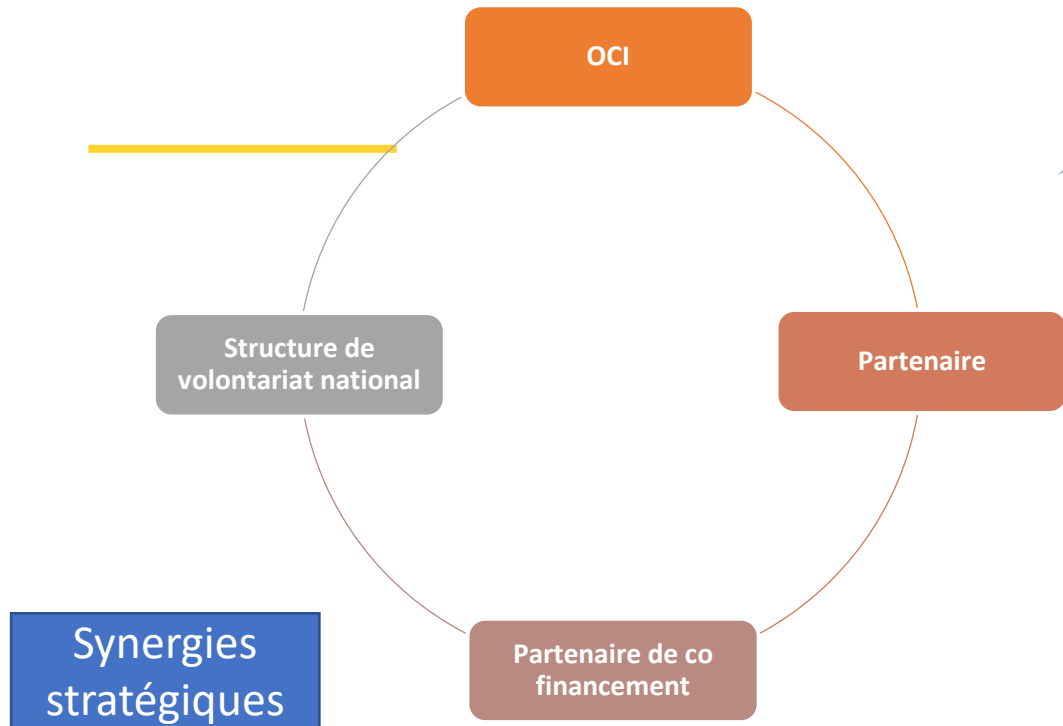 OCI
Structure de
volontariat national
Partenaire
Partenaire de co
financement
Synergies
stratégiques